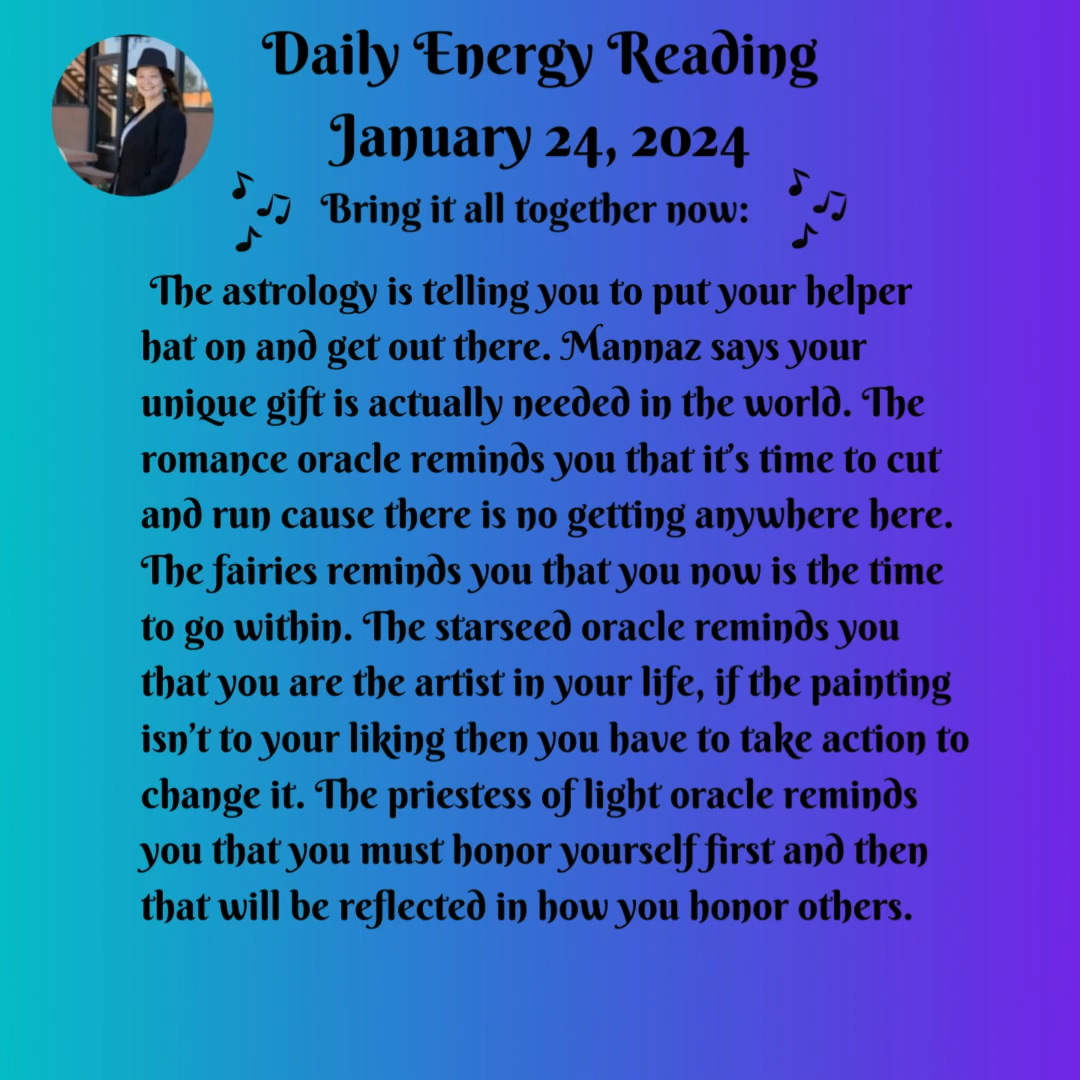 Daily Energy Reading
January 24, 2024
Bring it all together now:
The astrology is telling you to put your helper
hat on and get out there. Mannaz says your
unique gift is actually needed in the world. The
romance oracle reminds you that it's time to cut
and run cause there is no getting anywhere here.
The fairies reminds you that you now is the time
to go within. The starseed oracle reminds you
that you are the artist in your life, if the painting
isn't to your liking then you have to take action to
change it. The priestess of light oracle reminds
you that you must honor yourself first and then
that will be reflected in how you honor others.